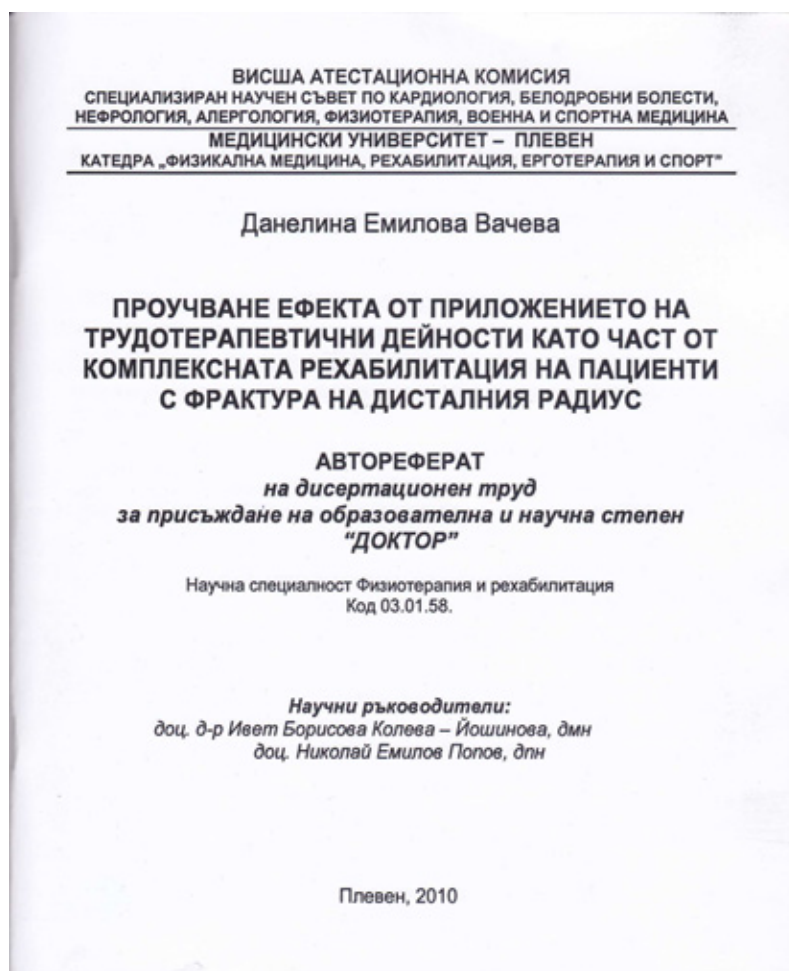 ВИСША АТЕСТАЦИОННА КОМИСИЯ
СПЕЦИАЛИЗИРАН НАУЧЕН СЪВЕТ ПО КАРДИОЛОГИЯ, БЕЛОДРОБНИ БОЛЕСТИ,
НЕФРОЛОГИЯ, АЛЕРГОЛОГИЯ, ФИЗИОТЕРАПИЯ, ВОЕННА И СПОРТНА МЕДИЦИНА
МЕДИЦИНСКИ УНИВЕРСИТЕТ – ПЛЕВЕН
КАТЕДРА „ФИЗИКАЛНА МЕДИЦИНА, РЕХАБИЛИТАЦИЯ, ЕРГОТЕРАПИЯ И СПОРТ"
Данелина Емилова Вачева
ПРОУЧВАНЕ ЕФЕКТА ОТ ПРИЛОЖЕНИЕТО НА
ТРУДОТЕРАПЕВТИЧНИ ДЕЙНОСТИ КАТО ЧАСТ ОТ
КОМПЛЕКСНАТА РЕХАБИЛИТАЦИЯ НА ПАЦИЕНТИ
С ФРАКТУРА НА ДИСТАЛНИЯ РАДИУС
АВТОРЕФЕРАТ
на дисертационен труд
за присъждане на образователна и научна степен
“ДОКТОР”
Научна специалност Физиотерапия и рехабилитация
Код 03.01.58.
Научни ръководители:
доц. д-р Ивет Борисова Колева – Йошинова, дмн
доц. Николай Емилов Попов, дпн
Плевен, 2010